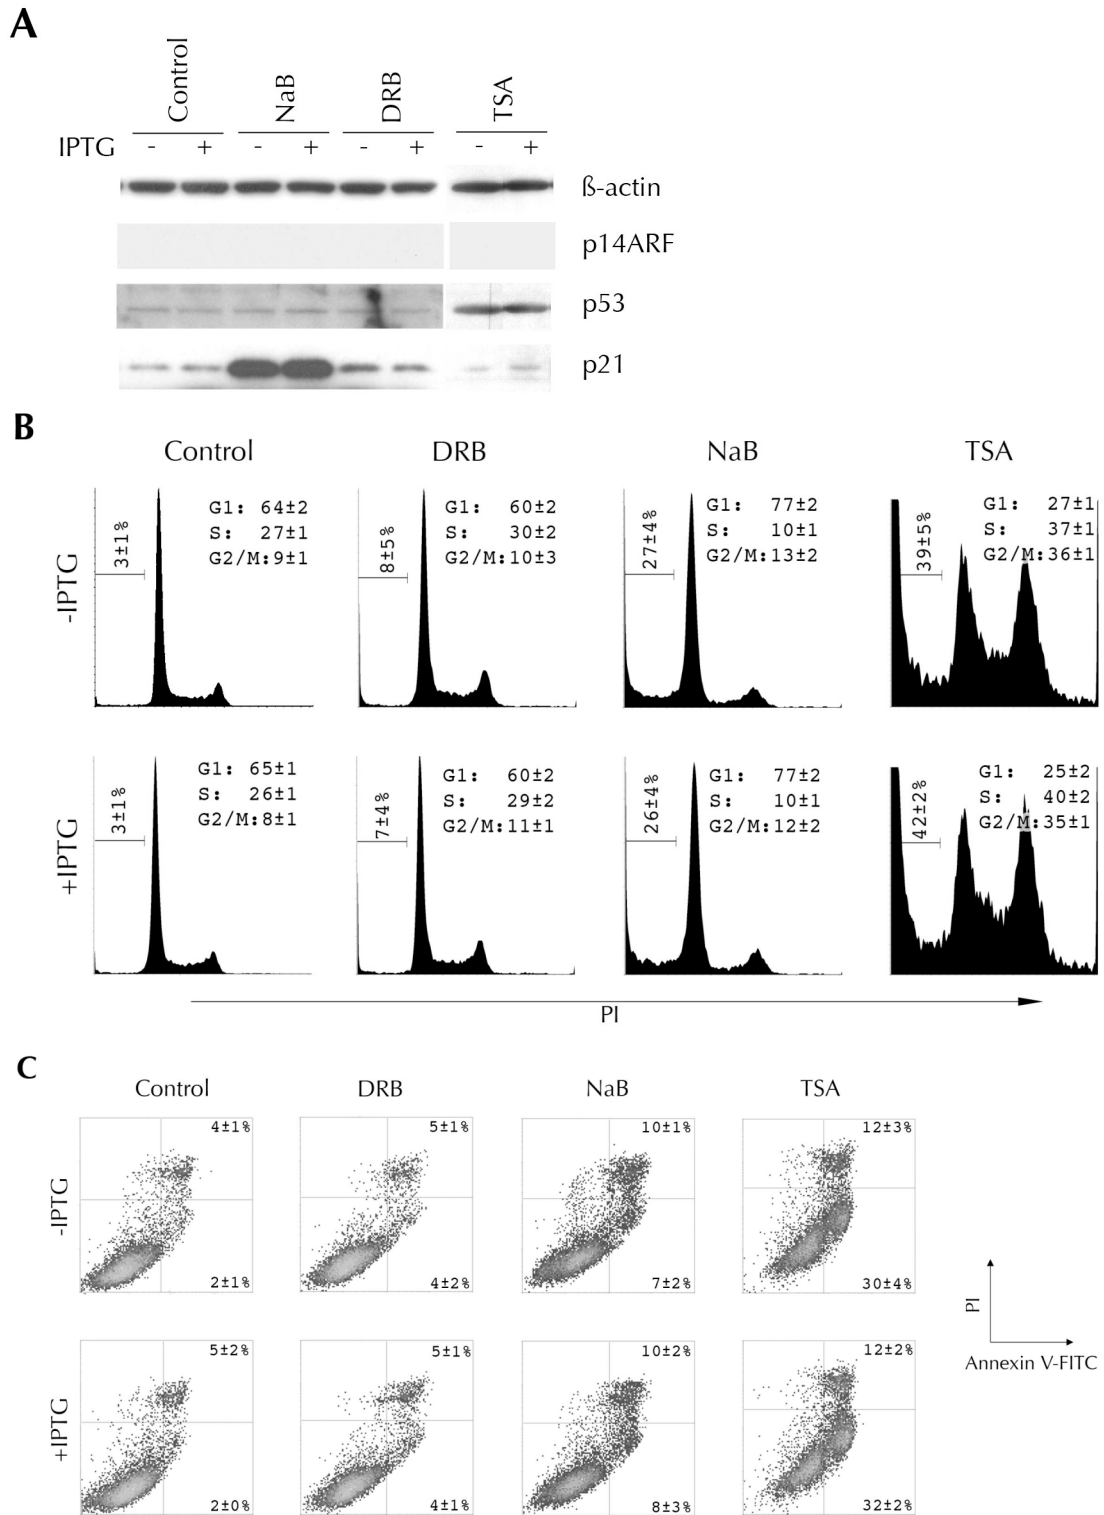 A
Control NaB DRB TSA
IPTG - + - + - + - +
ß-actin
p14ARF
p53
p21
B
Control DRB NaB TSA
-IPTG
3±1%
G1: 64±2
S: 27±1
G2/M:9±1
8±5%
G1: 60±2
S: 30±2
G2/M:10±3
27±4%
G1: 77±2
S: 10±1
G2/M:13±2
39±5%
G1: 27±1
S: 37±1
G2/M:36±1
+IPTG
3±1%
G1: 65±1
S: 26±1
G2/M:8±1
7±4%
G1: 60±2
S: 29±2
G2/M:11±1
26±4%
G1: 77±2
S: 10±1
G2/M:12±2
42±2%
G1: 25±2
S: 40±2
G2/M:35±1
PI
C
Control DRB NaB TSA
-IPTG
4±1% 5±1% 10±1% 12±3%
2±1% 4±2% 7±2% 30±4%
+IPTG
5±2% 5±1% 10±2% 12±2%
2±0% 4±1% 8±3% 32±2%
PI
Annexin V-FITC